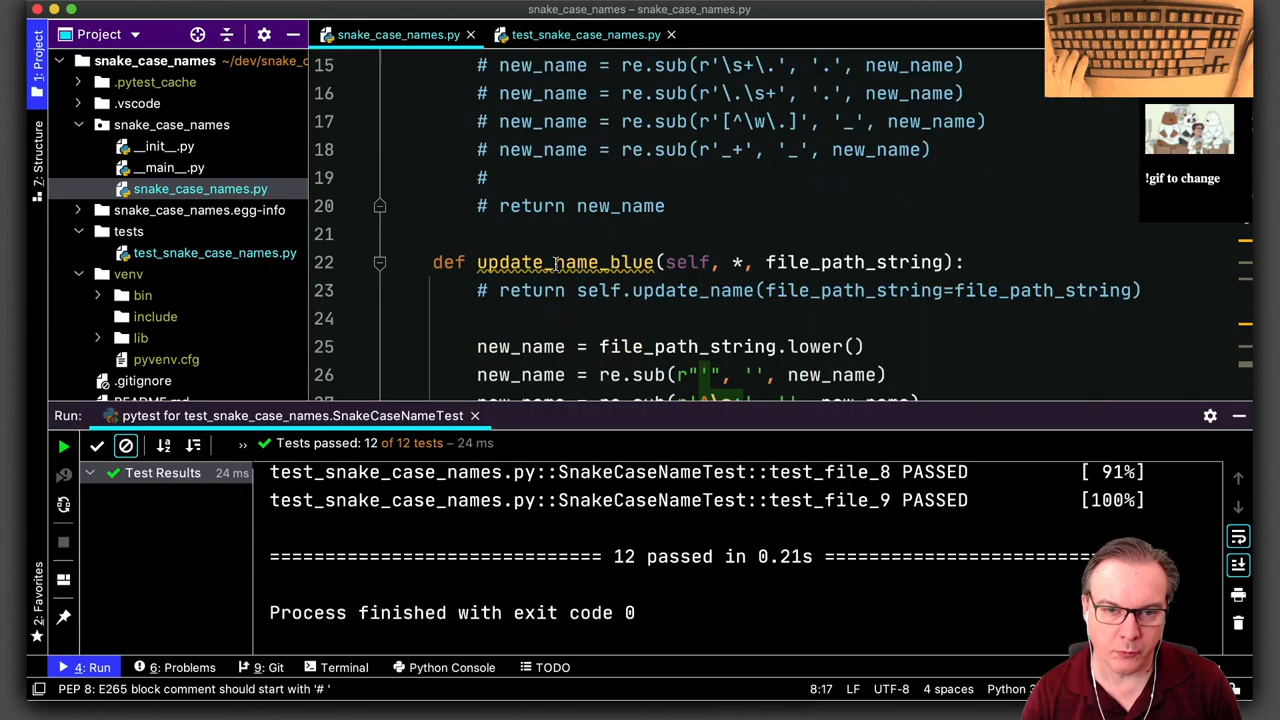 snake_case_names – snake_case_names.py
Project
snake_case_names.py
test_snake_case_names.py
1: Project
7: Structure
2: Favorites
snake_case_names ~/dev/snake_c
.pytest_cache
.vscode
snake_case_names
__init__.py
__main__.py
snake_case_names.py
snake_case_names.egg-info
tests
test_snake_case_names.py
venv
bin
include
lib
pyvenv.cfg
.gitignore
README.md
15 # new_name = re.sub(r'\s+\.', '.', new_name)
16 # new_name = re.sub(r'\.\s+', '.', new_name)
17 # new_name = re.sub(r'[^\w\.]', '_', new_name)
18 # new_name = re.sub(r'_+', '_', new_name)
19 #
20 # return new_name
21
22 def update_name_blue(self, *, file_path_string):
23 # return self.update_name(file_path_string=file_path_string)
24
25 new_name = file_path_string.lower()
26 new_name = re.sub(r"'", '', new_name)
27 new_name = re.sub(r'^\s+', '', new_name)
!gif to change
Run: pytest for test_snake_case_names.SnakeCaseNameTest
Tests passed: 12 of 12 tests – 24 ms
Test Results 24 ms
test_snake_case_names.py::SnakeCaseNameTest::test_file_8 PASSED [ 91%]
test_snake_case_names.py::SnakeCaseNameTest::test_file_9 PASSED [100%]
============================= 12 passed in 0.21s =============================
Process finished with exit code 0
4: Run
6: Problems
9: Git
Terminal
Python Console
TODO
PEP 8: E265 block comment should start with '# '
8:17 LF UTF-8 4 spaces Python 3